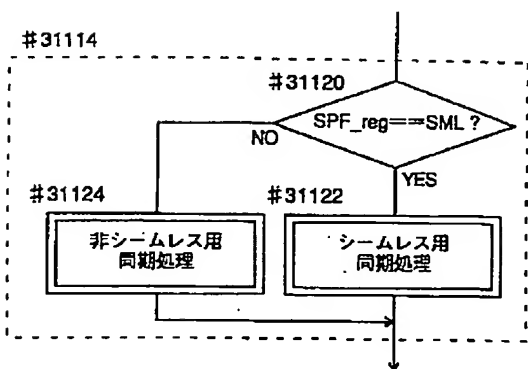 #31114
#31120
SPF_reg==SML ?
NO
YES
#31124
#31122
非シームレス用
同期処理
シームレス用
同期処理